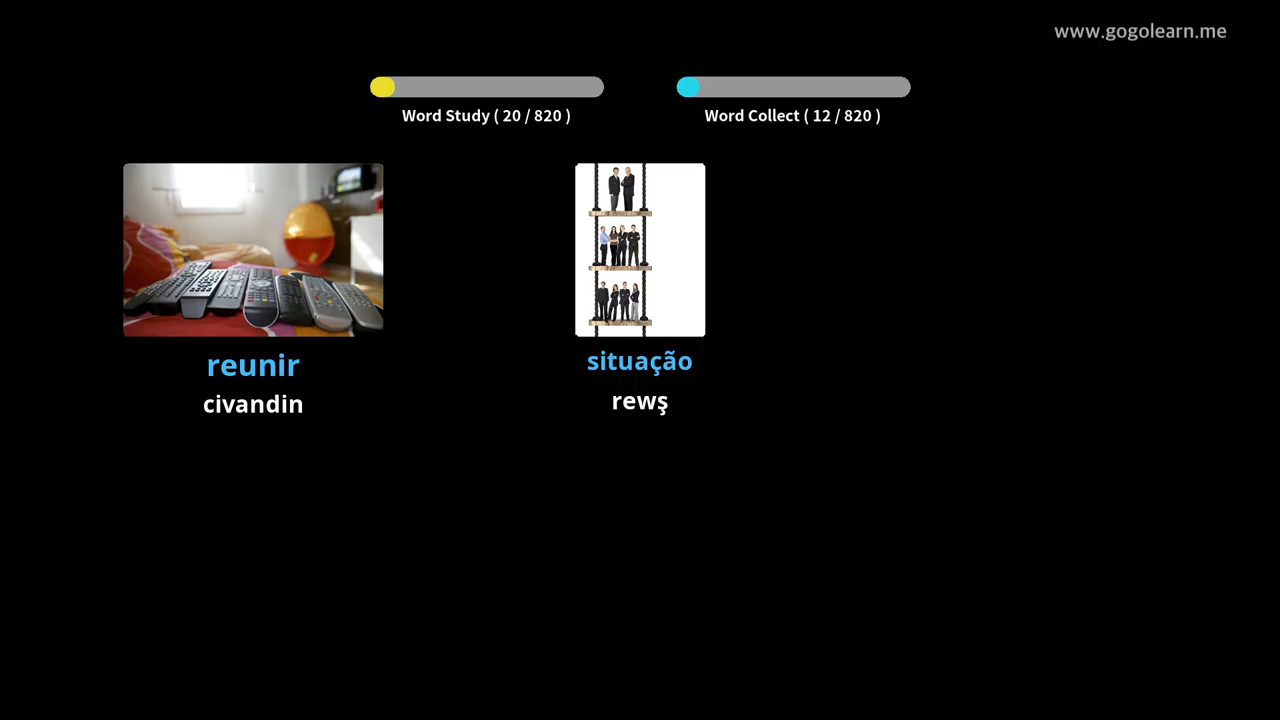 www.gogolearn.me
Word Study ( 20 / 820 )
Word Collect ( 12 / 820 )
reunir
civandin
situação
rewş